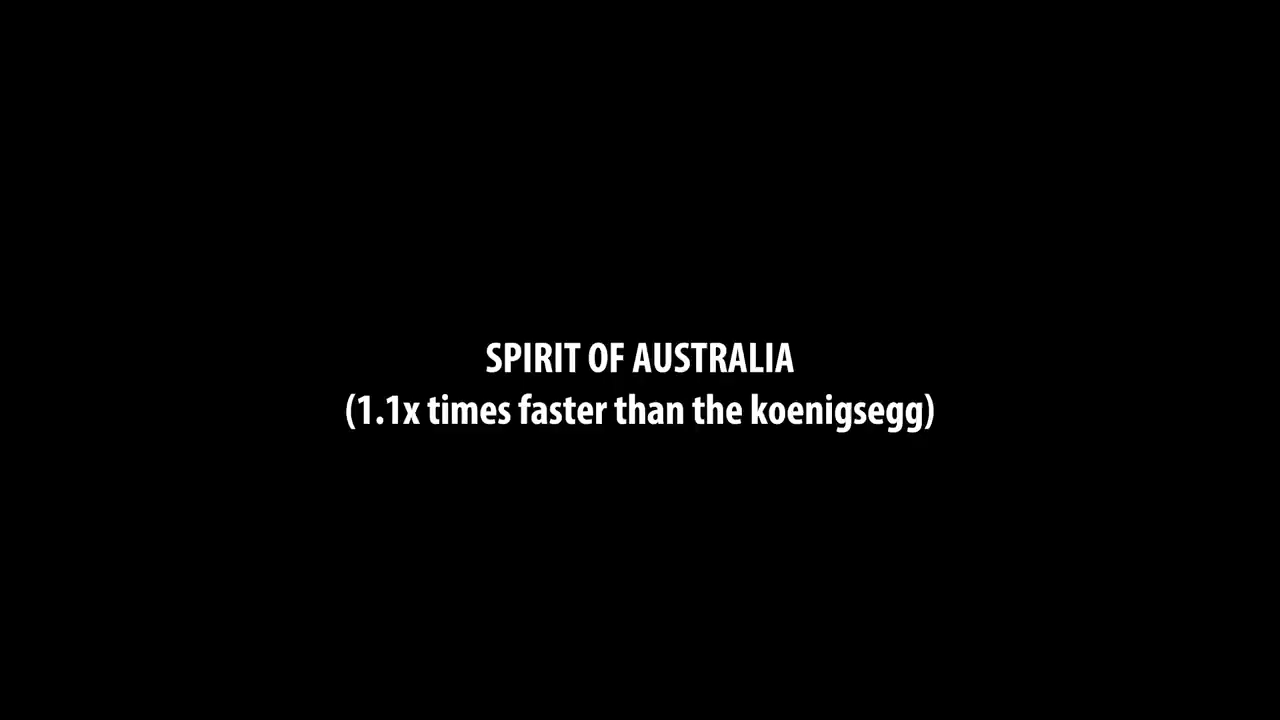 SPIRIT OF AUSTRALIA
(1.1x times faster than the koenigsegg)